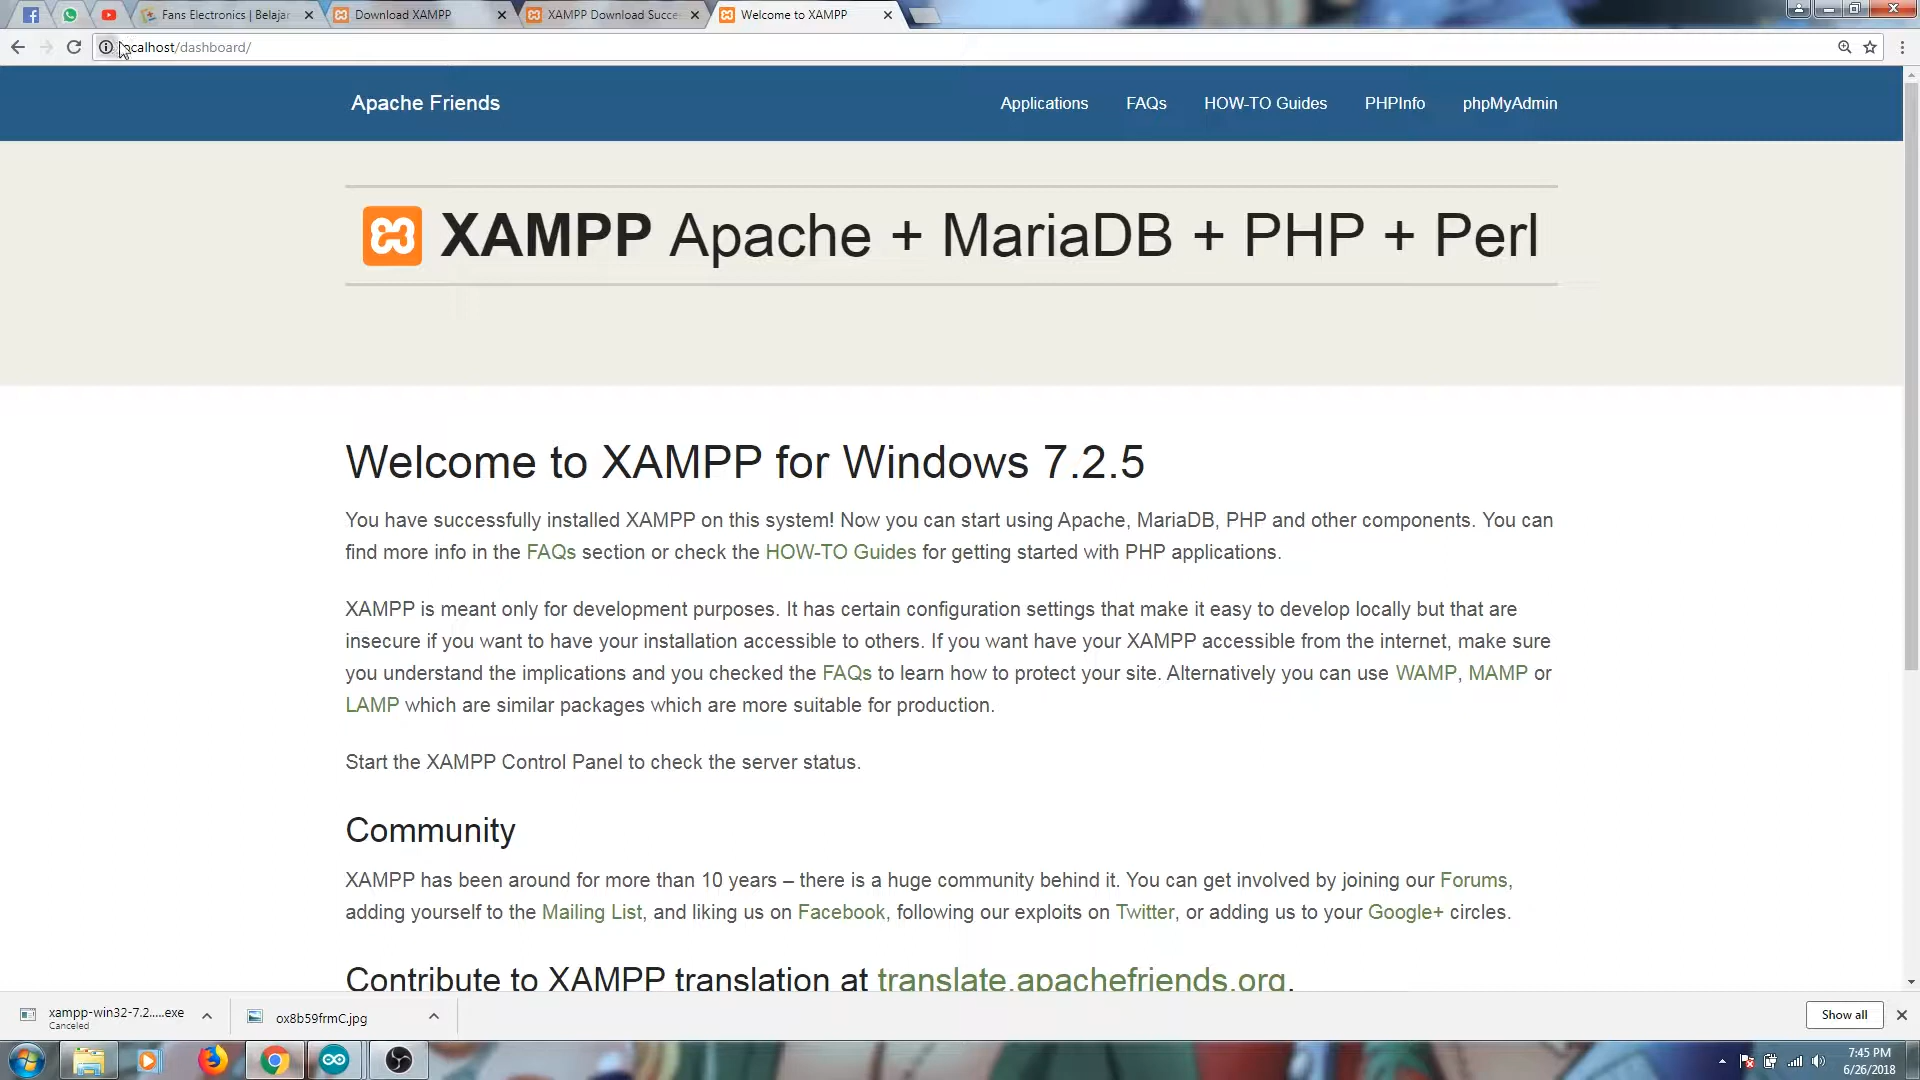 Fans Electronics | Belajar
Download XAMPP
XAMPP Download Succe
Welcome to XAMPP
localhost/dashboard/
Apache Friends
Applications
FAQs
HOW-TO Guides
PHPInfo
phpMyAdmin
XAMPP Apache + MariaDB + PHP + Perl
Welcome to XAMPP for Windows 7.2.5
You have successfully installed XAMPP on this system! Now you can start using Apache, MariaDB, PHP and other components. You can
find more info in the FAQs section or check the HOW-TO Guides for getting started with PHP applications.
XAMPP is meant only for development purposes. It has certain configuration settings that make it easy to develop locally but that are
insecure if you want to have your installation accessible to others. If you want have your XAMPP accessible from the internet, make sure
you understand the implications and you checked the FAQs to learn how to protect your site. Alternatively you can use WAMP, MAMP or
LAMP which are similar packages which are more suitable for production.
Start the XAMPP Control Panel to check the server status.
Community
XAMPP has been around for more than 10 years – there is a huge community behind it. You can get involved by joining our Forums,
adding yourself to the Mailing List, and liking us on Facebook, following our exploits on Twitter, or adding us to your Google+ circles.
Contribute to XAMPP translation at translate.apachefriends.org.
xampp-win32-7.2.....exe
Canceled
ox8b59frmC.jpg
Show all
7:45 PM
6/26/2018